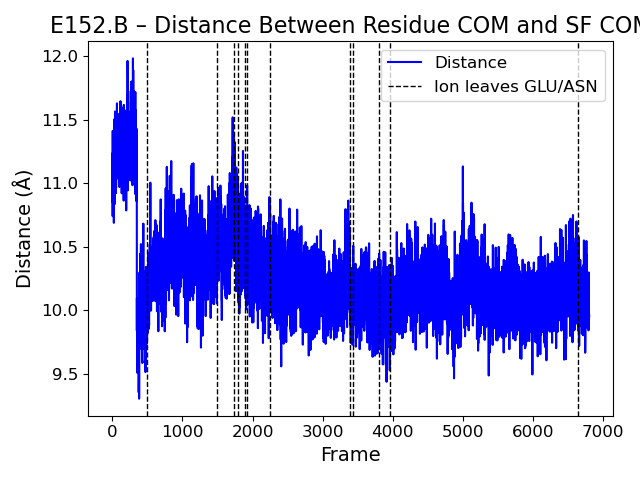 E152.B – Distance Between Residue COM and SF COM
12.0
11.5
11.0
10.5
10.0
9.5
Distance (Å)
Distance
Ion leaves GLU/ASN
0 1000 2000 3000 4000 5000 6000 7000
Frame